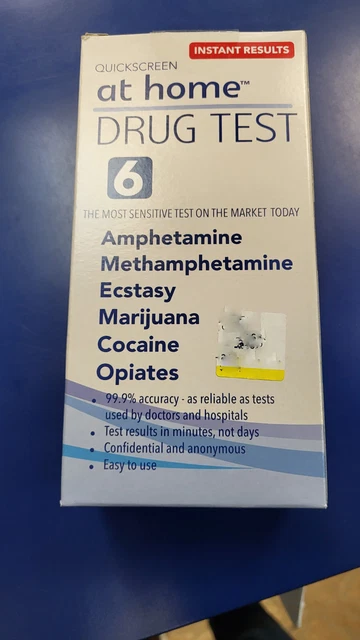 INSTANT RESULTS
QUICKSCREEN
at home™
DRUG TEST
6
THE MOST SENSITIVE TEST ON THE MARKET TODAY
Amphetamine
Methamphetamine
Ecstasy
Marijuana
Cocaine
Opiates
• 99.9% accuracy - as reliable as tests
used by doctors and hospitals
• Test results in minutes, not days
• Confidential and anonymous
• Easy to use